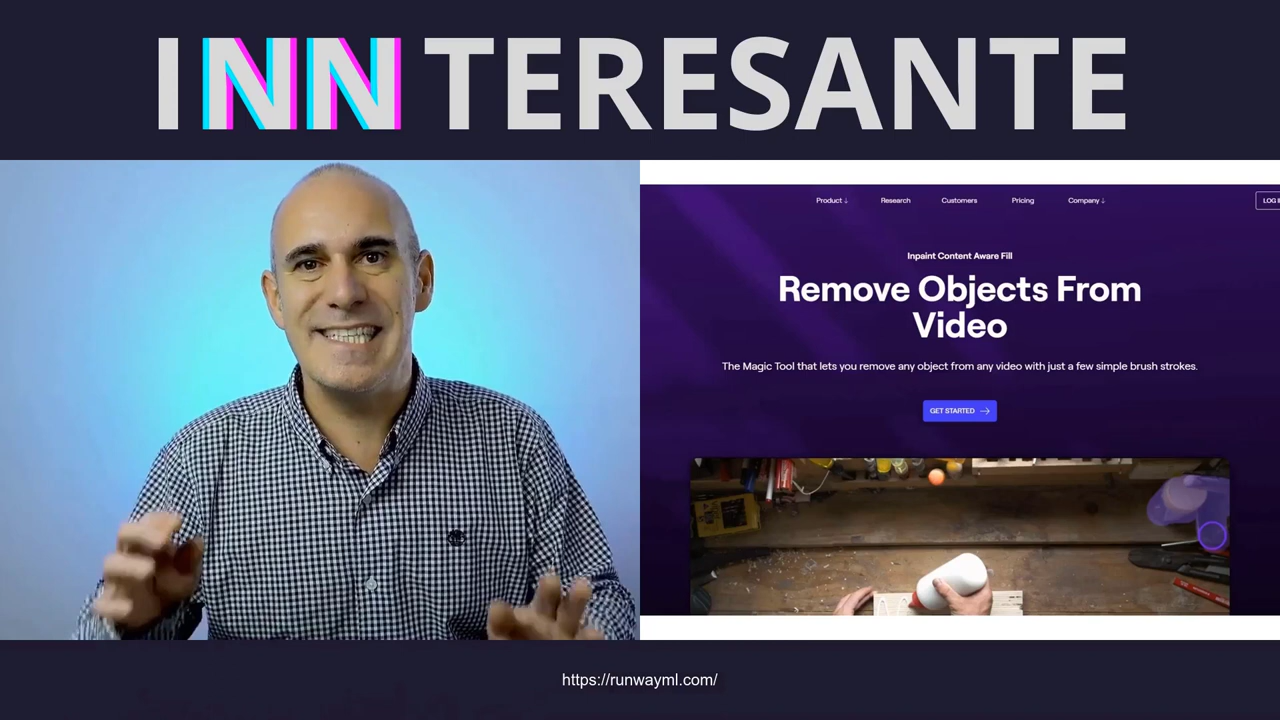 INNTERESANTE
Product ↓ Research Customers Pricing Company ↓ LOG
Inpaint Content Aware Fill
Remove Objects From
Video
The Magic Tool that lets you remove any object from any video with just a few simple brush strokes.
GET STARTED →
https://runwayml.com/